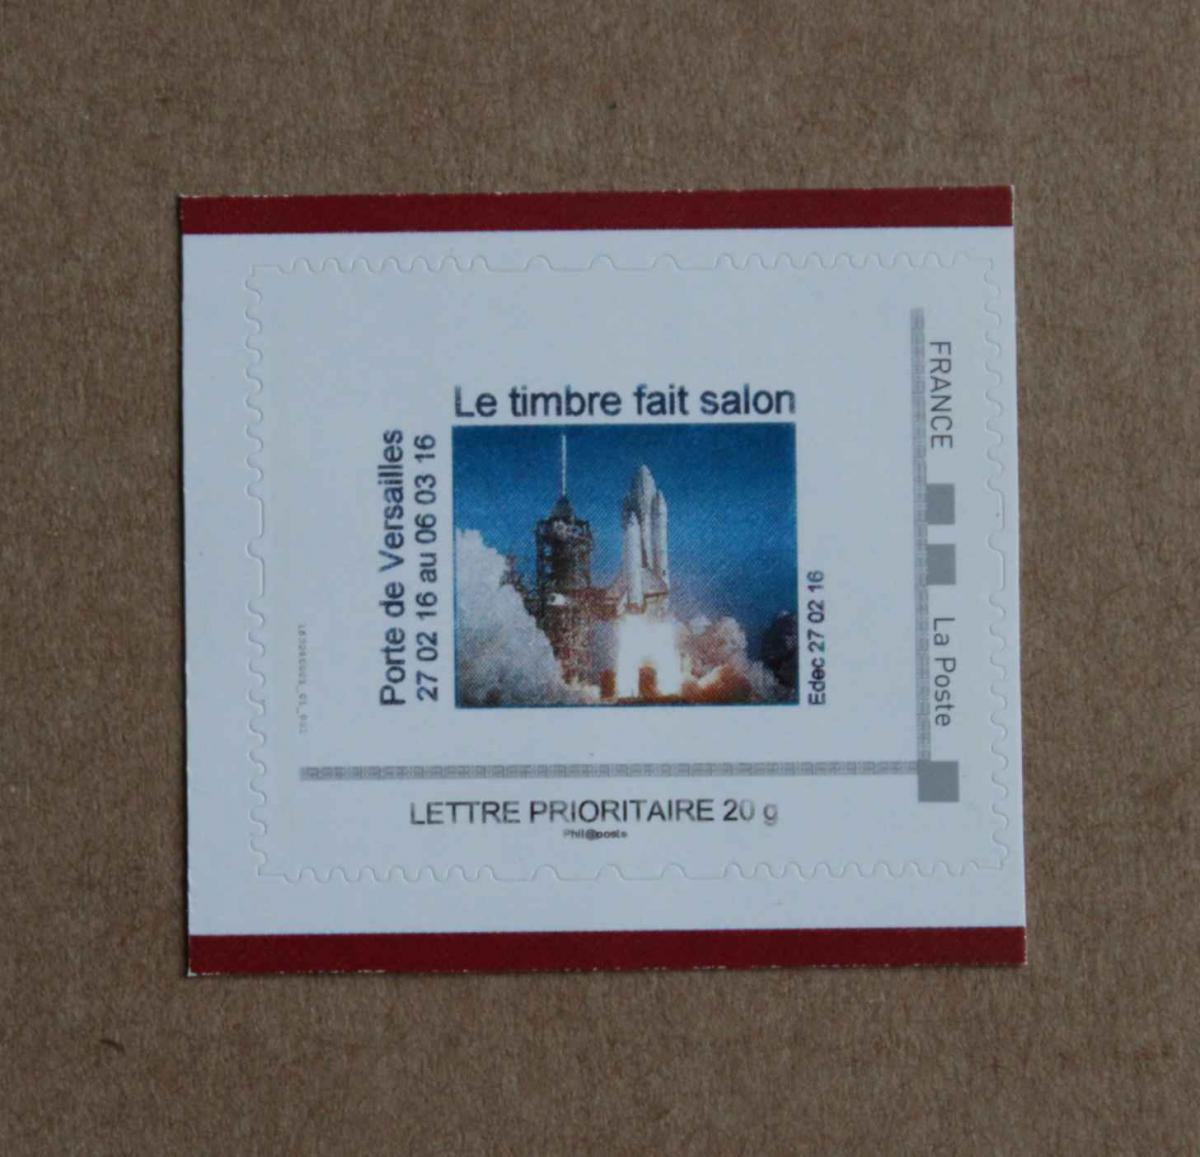 Le timbre fait salon
Porte de Versailles
27 02 16 au 06 03 16
Edec 27 02 16
FRANCE
La Poste
LETTRE PRIORITAIRE 20 g
Phil@poste